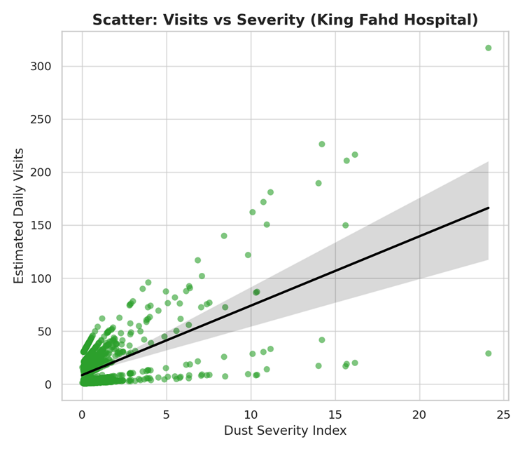 Scatter: Visits vs Severity (King Fahd Hospital)
Estimated Daily Visits
300
250
200
150
100
50
0
0 5 10 15 20 25
Dust Severity Index